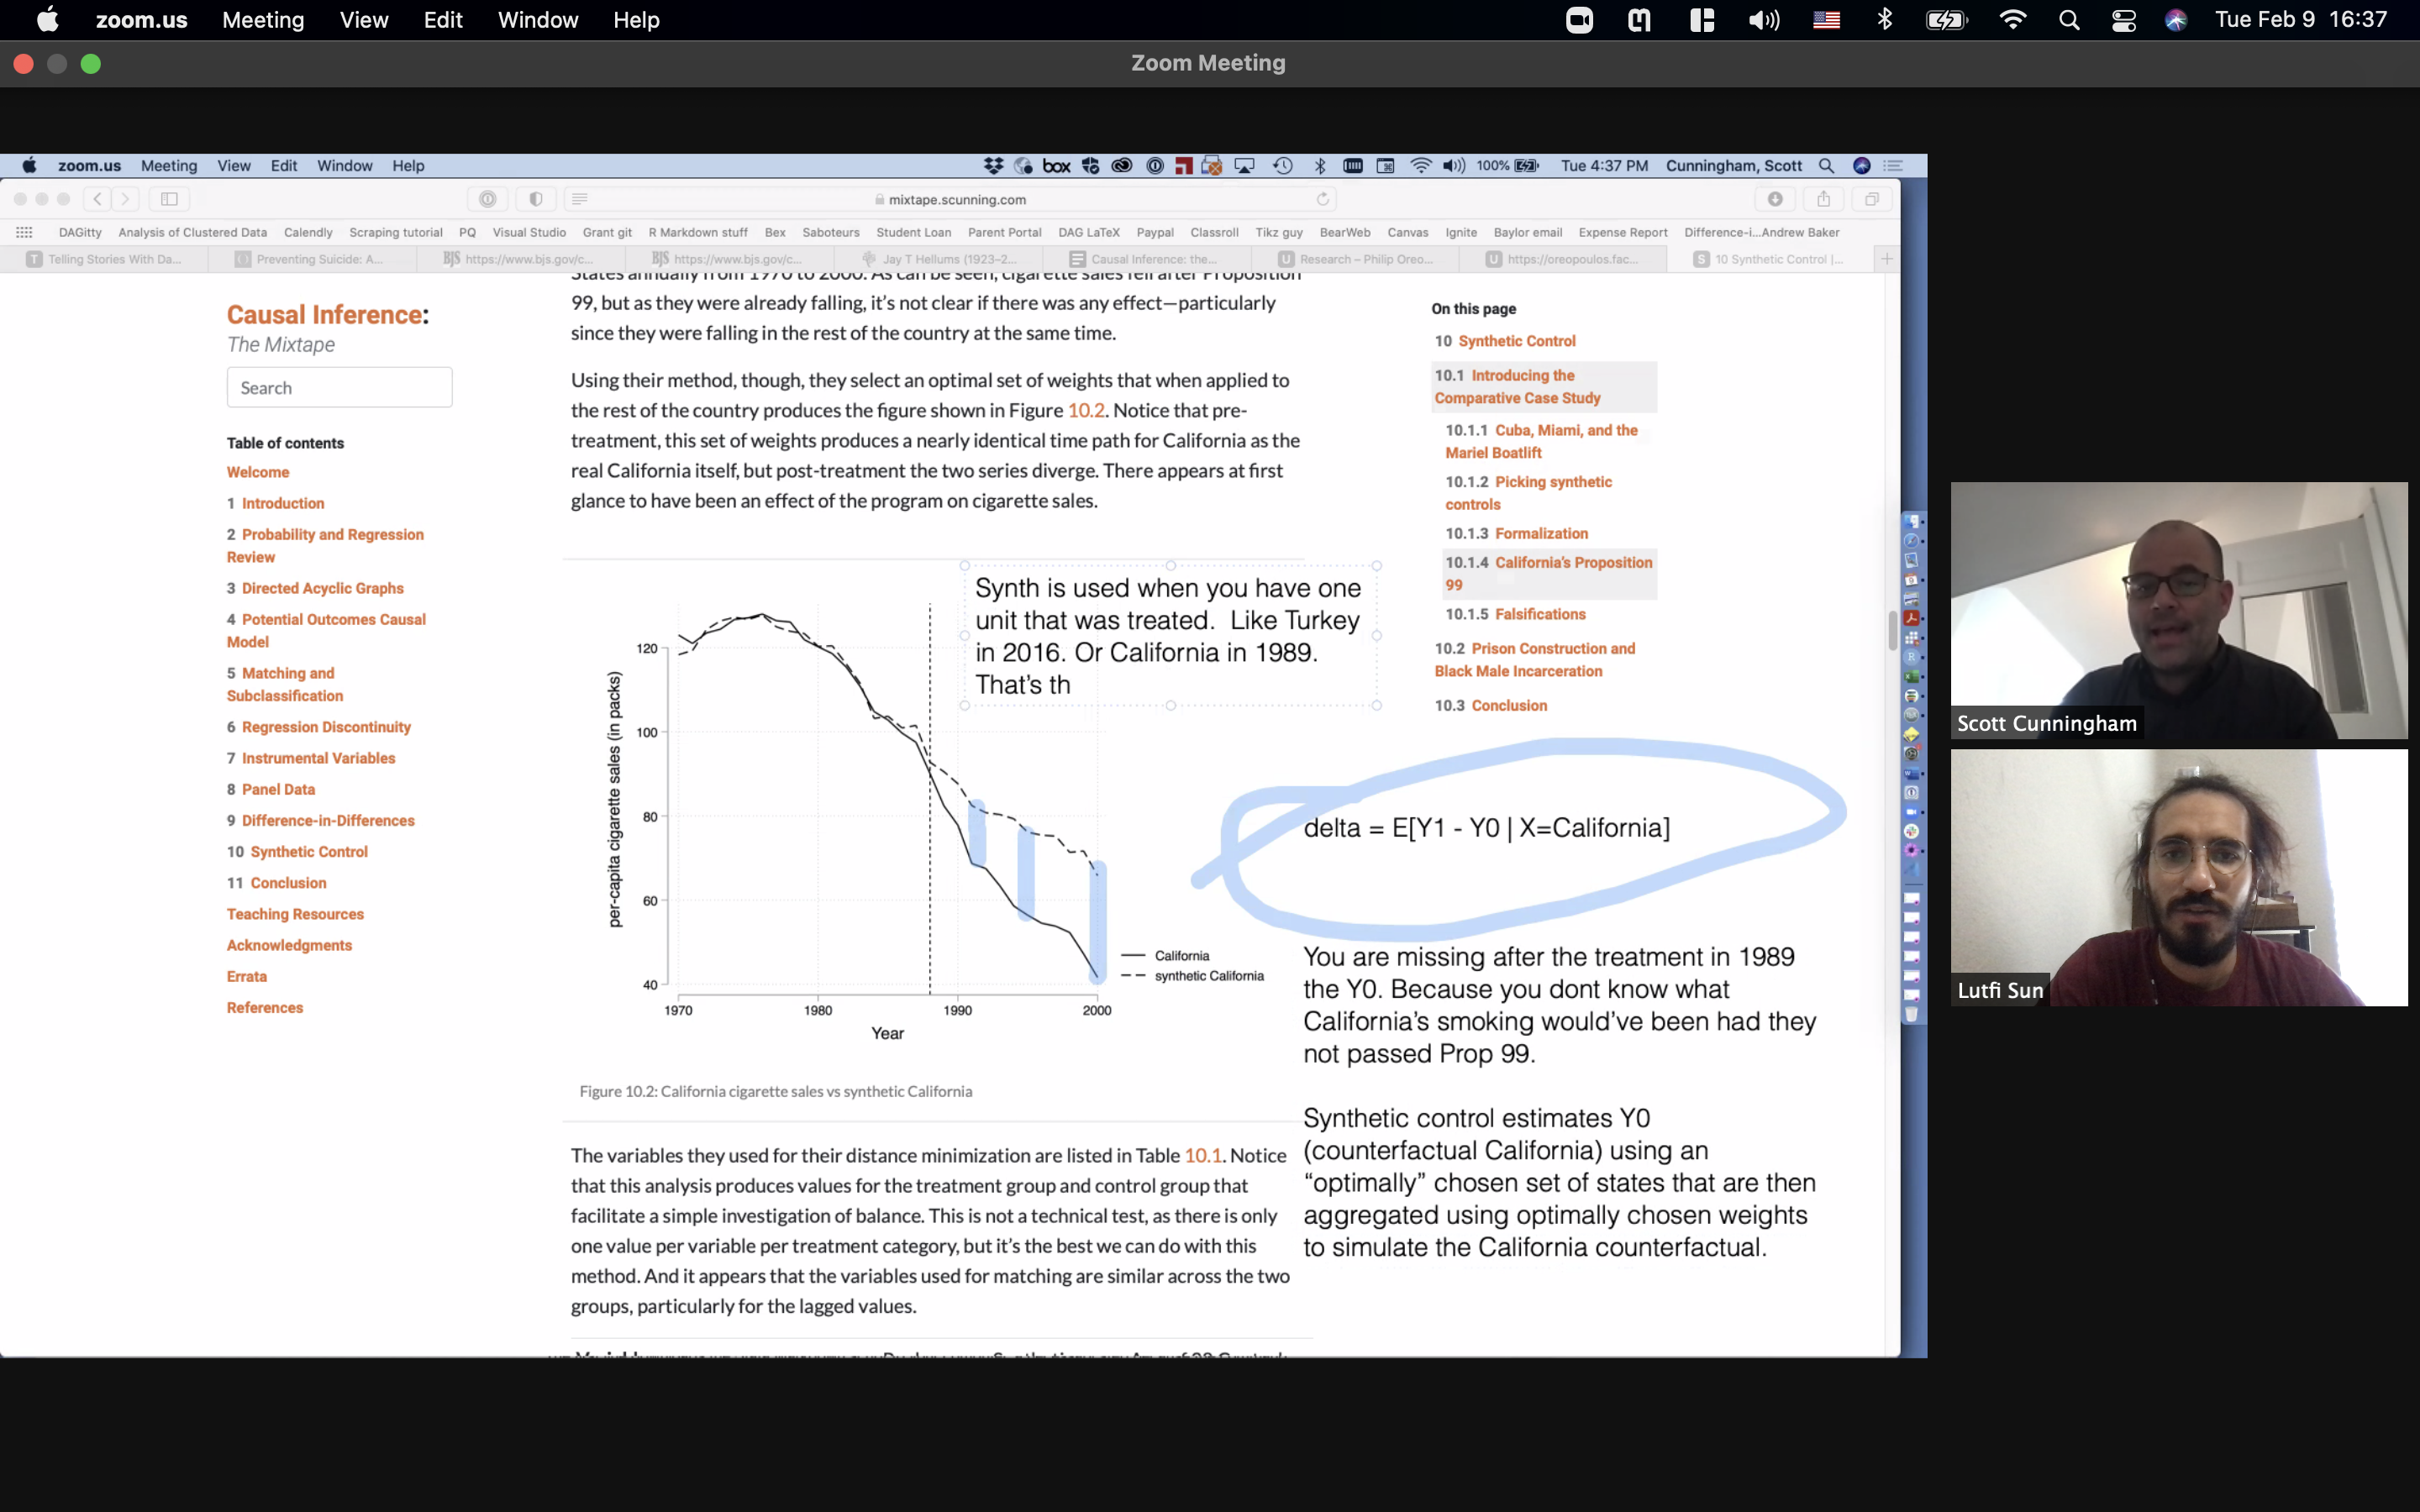 zoom.us Meeting View Edit Window Help Tue Feb 9 16:37
Zoom Meeting
zoom.us Meeting View Edit Window Help box 100% Tue 4:37 PM Cunningham, Scott
mixtape.scunning.com
DAGitty Analysis of Clustered Data Calendly Scraping tutorial PQ Visual Studio Grant git R Markdown stuff Bex Saboteurs Student Loan Parent Portal DAG LaTeX Paypal Classroll Tikz guy BearWeb Canvas Ignite Baylor email Expense Report Difference-i...Andrew Baker
T Telling Stories With Da... Preventing Suicide: A... BJS https://www.bjs.gov/c... BJS https://www.bjs.gov/c... Jay T Hellums (1923–2... Causal Inference: the... U Research – Philip Oreo... U https://oreopoulos.fac... S 10 Synthetic Control |...
Causal Inference:
The Mixtape
Search
Table of contents
Welcome
1 Introduction
2 Probability and Regression
Review
3 Directed Acyclic Graphs
4 Potential Outcomes Causal
Model
5 Matching and
Subclassification
6 Regression Discontinuity
7 Instrumental Variables
8 Panel Data
9 Difference-in-Differences
10 Synthetic Control
11 Conclusion
Teaching Resources
Acknowledgments
Errata
References
States annually from 1970 to 2000. As can be seen, cigarette sales fell after Proposition
99, but as they were already falling, it's not clear if there was any effect—particularly
since they were falling in the rest of the country at the same time.
Using their method, though, they select an optimal set of weights that when applied to
the rest of the country produces the figure shown in Figure 10.2. Notice that pre-
treatment, this set of weights produces a nearly identical time path for California as the
real California itself, but post-treatment the two series diverge. There appears at first
glance to have been an effect of the program on cigarette sales.
Synth is used when you have one
unit that was treated. Like Turkey
in 2016. Or California in 1989.
That's th
per-capita cigarette sales (in packs)
120
100
80
60
40
1970 1980 1990 2000
Year
California
synthetic California
Figure 10.2: California cigarette sales vs synthetic California
The variables they used for their distance minimization are listed in Table 10.1. Notice
that this analysis produces values for the treatment group and control group that
facilitate a simple investigation of balance. This is not a technical test, as there is only
one value per variable per treatment category, but it's the best we can do with this
method. And it appears that the variables used for matching are similar across the two
groups, particularly for the lagged values.
On this page
10 Synthetic Control
10.1 Introducing the
Comparative Case Study
10.1.1 Cuba, Miami, and the
Mariel Boatlift
10.1.2 Picking synthetic
controls
10.1.3 Formalization
10.1.4 California's Proposition
99
10.1.5 Falsifications
10.2 Prison Construction and
Black Male Incarceration
10.3 Conclusion
delta = E[Y1 - Y0 | X=California]
You are missing after the treatment in 1989
the Y0. Because you dont know what
California's smoking would've been had they
not passed Prop 99.
Synthetic control estimates Y0
(counterfactual California) using an
“optimally” chosen set of states that are then
aggregated using optimally chosen weights
to simulate the California counterfactual.
Scott Cunningham
Lutfi Sun